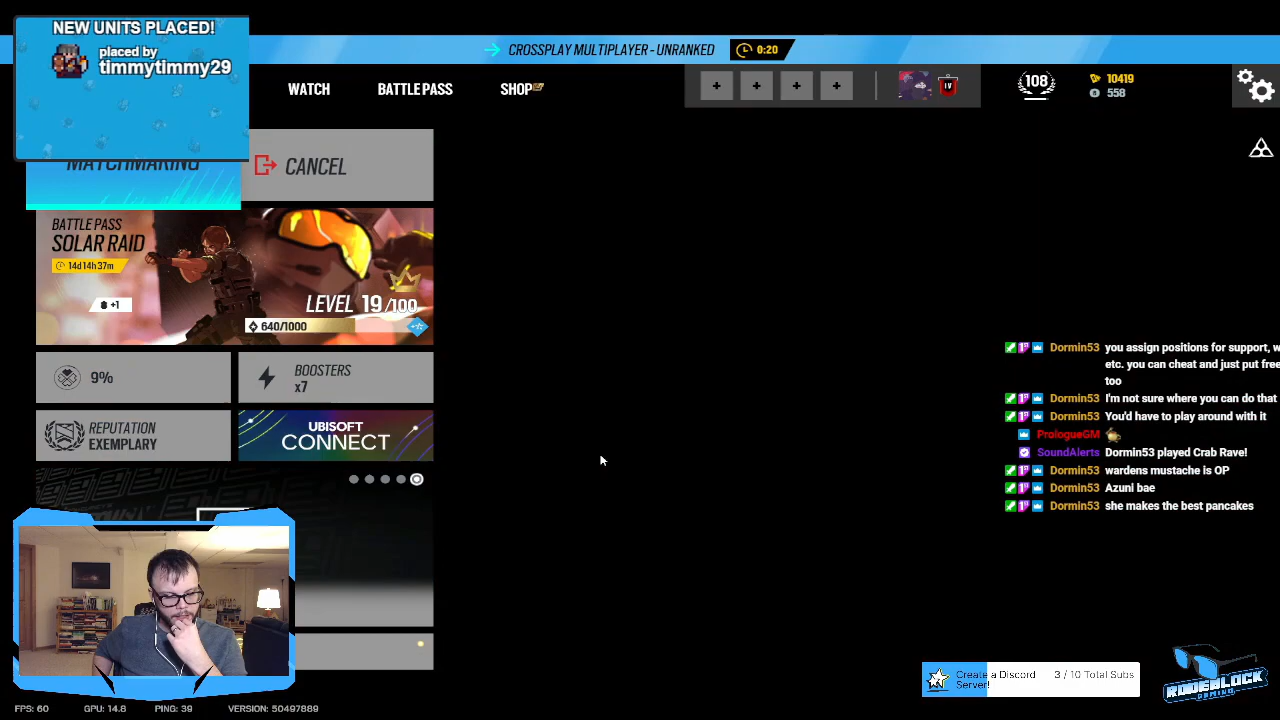 NEW UNITS PLACED!
placed by
timmytimmy29
CROSSPLAY MULTIPLAYER - UNRANKED
0:20
WATCH
BATTLE PASS
SHOP
IV
108
10419
558
MATCHMAKING
CANCEL
BATTLE PASS
SOLAR RAID
14d14h37m
+1
LEVEL 19/100
640/1000
9%
BOOSTERS
x7
REPUTATION
EXEMPLARY
UBISOFT
CONNECT
Dormin53 you assign positions for support, w
etc. you can cheat and just put free
too
Dormin53 I'm not sure where you can do that
Dormin53 You'd have to play around with it
PrologueGM
SoundAlerts Dormin53 played Crab Rave!
Dormin53 wardens mustache is OP
Dormin53 Azuni bae
Dormin53 she makes the best pancakes
Create a Discord
Server!
3 / 10 Total Subs
GAMING
FPS: 60
GPU: 14.8
PING: 39
VERSION: 50497889